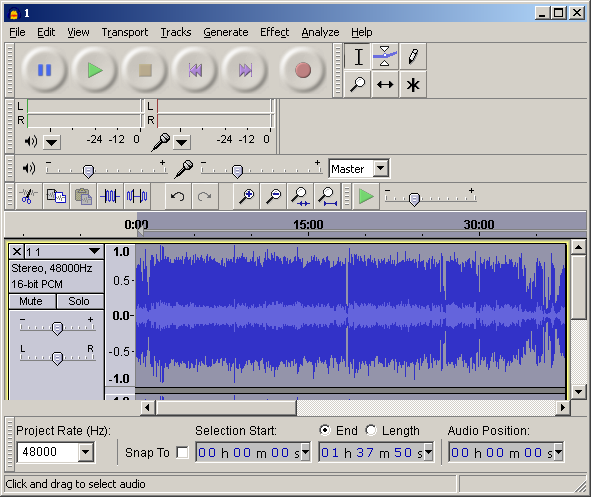 1
File Edit View Transport Tracks Generate Effect Analyze Help
L L
R R
-24 -12 0 -24 -12 0
- + - + Master
- +
0:00 15:00 30:00
1 1
Stereo, 48000Hz
16-bit PCM
Mute Solo
- +
L R
1.0
0.5-
0.0-
-0.5-
-1.0
1.0
Project Rate (Hz):
48000
Snap To
Selection Start:
00 h 00 m 00 s
End Length
01 h 37 m 50 s
Audio Position:
00 h 00 m 00 s
Click and drag to select audio